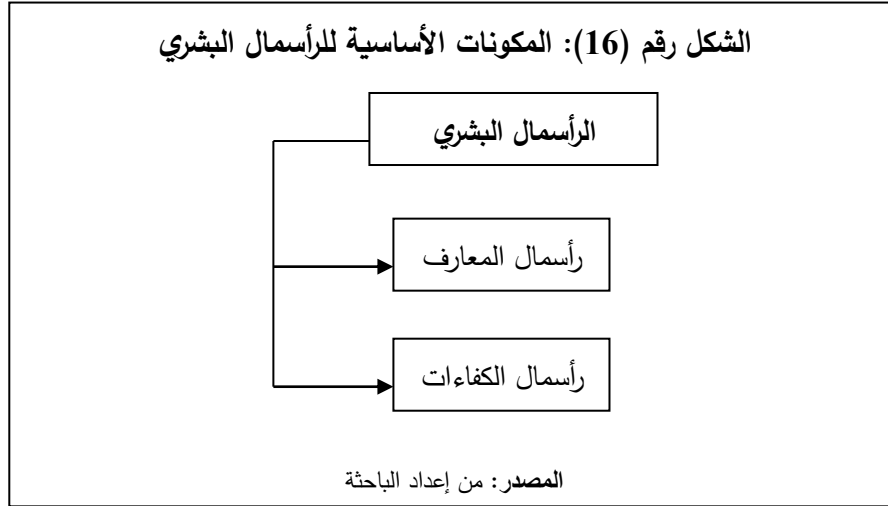 الشكل رقم (16): المكونات الأساسية للرأسمال البشري
الرأسمال البشري
رأسمال المعارف
رأسمال الكفاءات
المصدر: من إعداد الباحثة